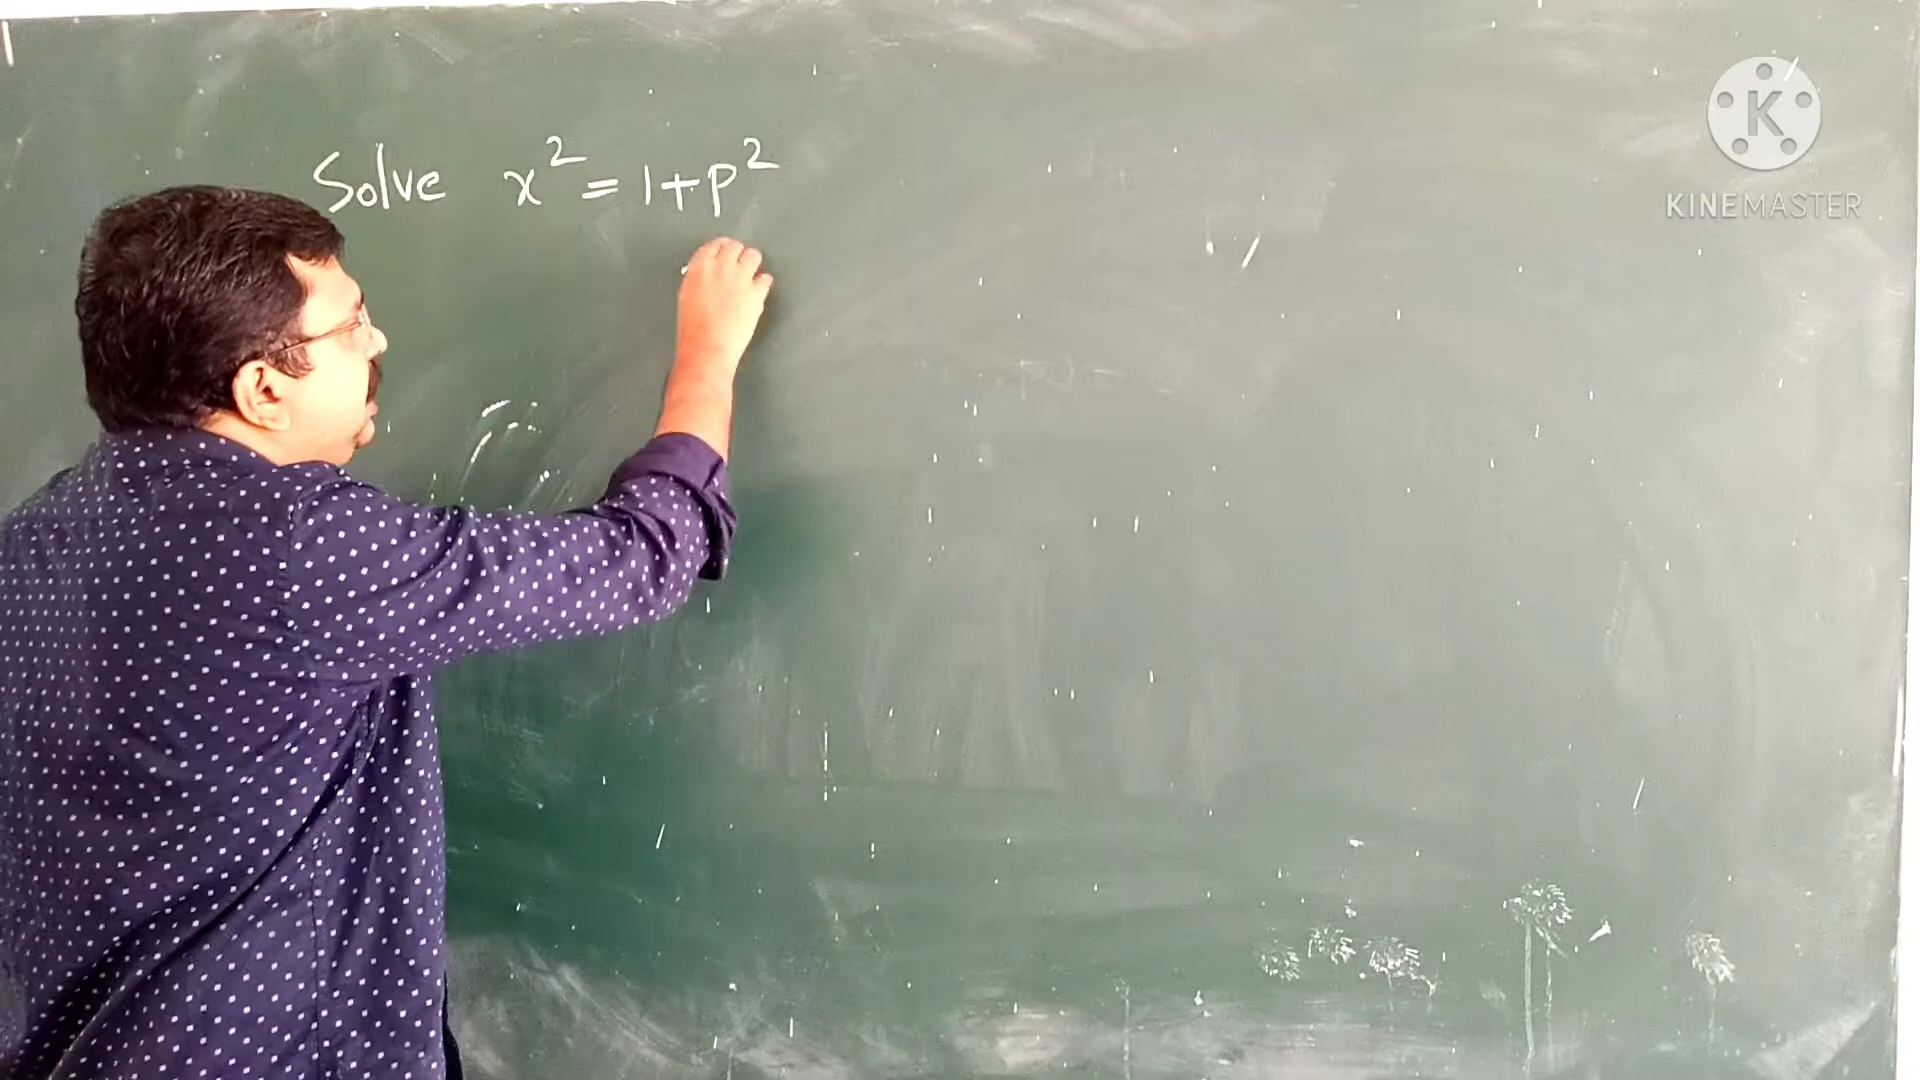 Solve x² = 1+p²
K
KINEMASTER